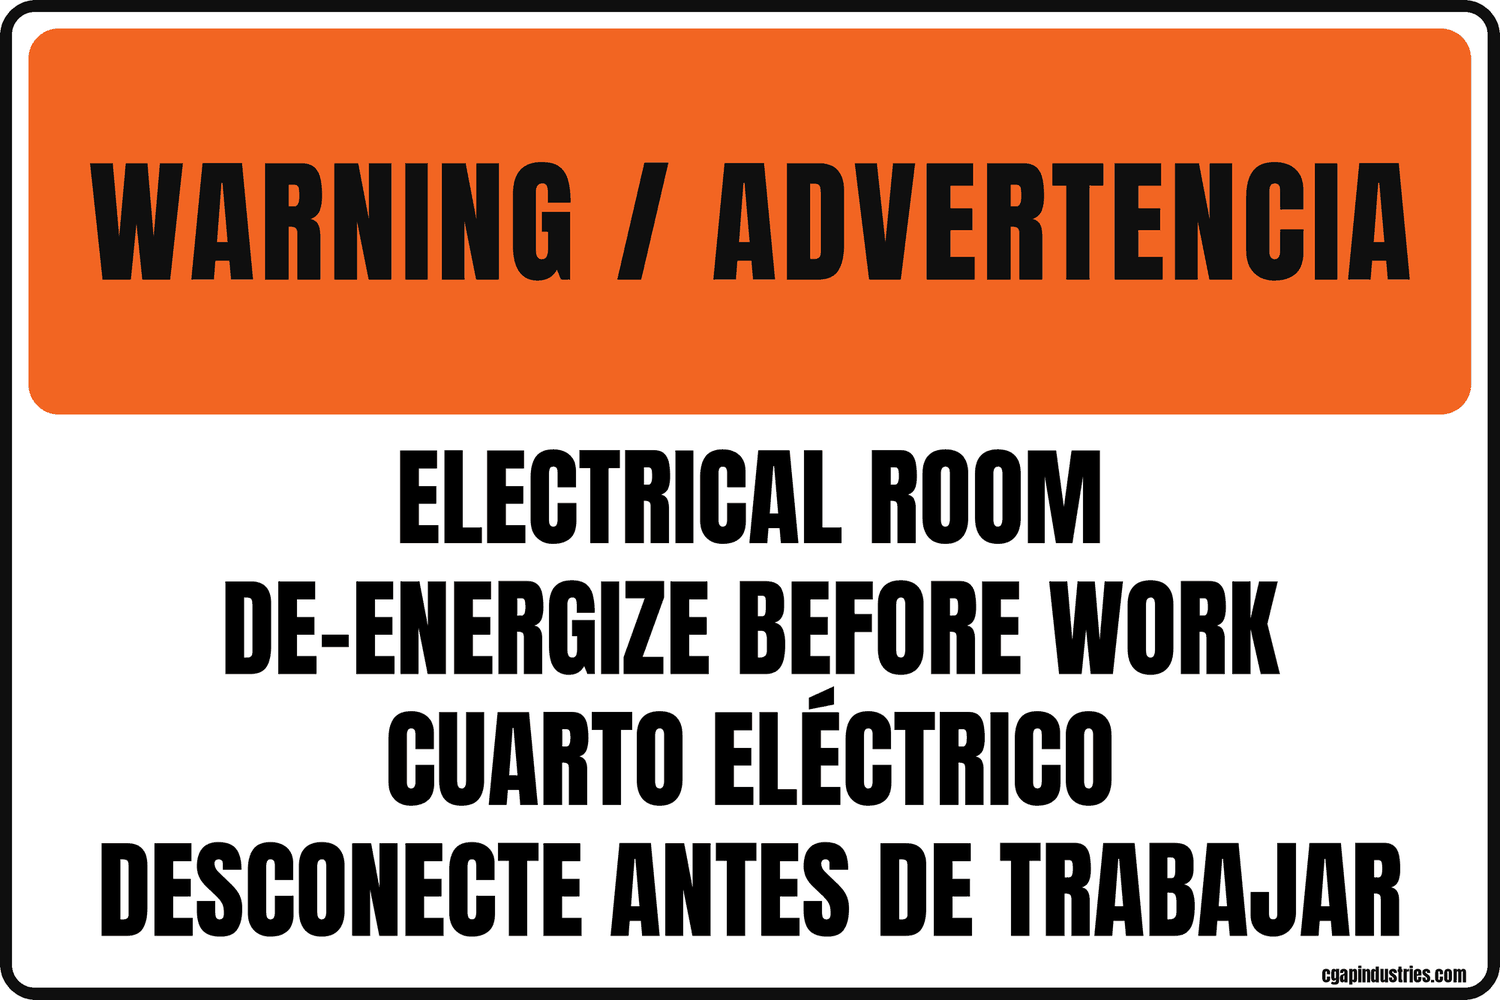 WARNING / ADVERTENCIA
ELECTRICAL ROOM
DE-ENERGIZE BEFORE WORK
CUARTO ELÉCTRICO
DESCONECTE ANTES DE TRABAJAR
cgapindustries.com